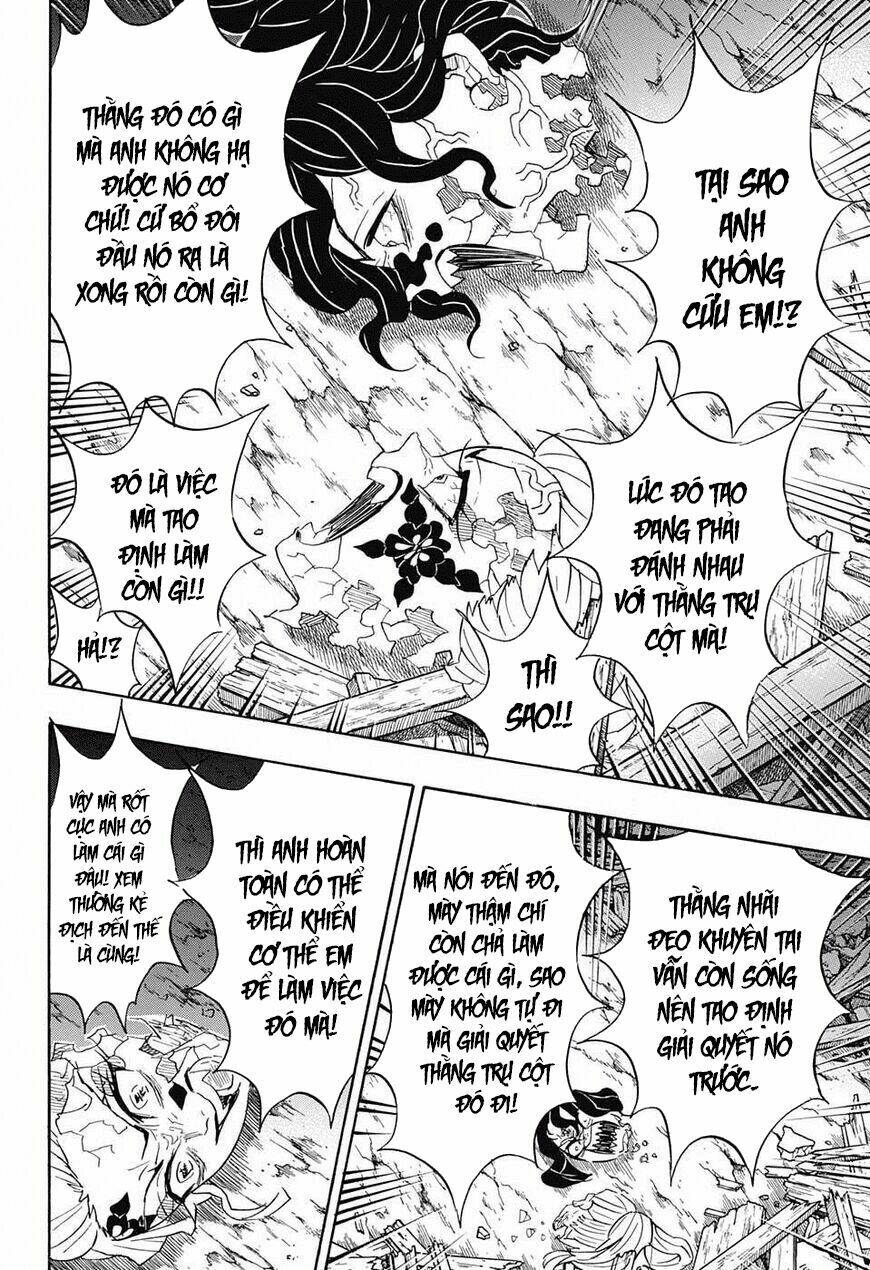 TẠI SAO
ANH
KHÔNG
CỨU EM!?
THẰNG ĐÓ CÓ GÌ
MÀ ANH KHÔNG HẠ
ĐƯỢC NÓ CƠ
CHỨ! CỨ BỔ ĐÔI
ĐẦU NÓ RA LÀ
XONG RỒI CÒN GÌ!
LÚC ĐÓ TAO
ĐANG PHẢI
ĐÁNH NHAU
VỚI THẰNG TRỤ
CỘT MÀ!
THÌ
SAO!!
ĐÓ LÀ VIỆC
MÀ TAO
ĐỊNH LÀM
CÒN GÌ!!
HẢ!?
THẰNG NHÃI
ĐEO KHUYÊN TAI
VẪN CÒN SỐNG
NÊN TAO ĐỊNH
GIẢI QUYẾT NÓ
TRƯỚC..
MÀ NÓI ĐẾN ĐÓ,
MÀY THẬM CHÍ
CÒN CHẢ LÀM
ĐƯỢC CÁI GÌ, SAO
MÀY KHÔNG TỰ ĐI
MÀ GIẢI QUYẾT
THẰNG TRỤ CỘT
ĐÓ ĐI!
THÌ ANH HOÀN
TOÀN CÓ THỂ
ĐIỀU KHIỂN
CƠ THỂ EM
ĐỂ LÀM VIỆC
ĐÓ MÀ!
VẬY MÀ RỐT
CỤC ANH CÓ
LÀM CÁI GÌ
ĐÂU! XEM
THƯỜNG KẺ
ĐỊCH ĐẾN THẾ
LÀ CÙNG!